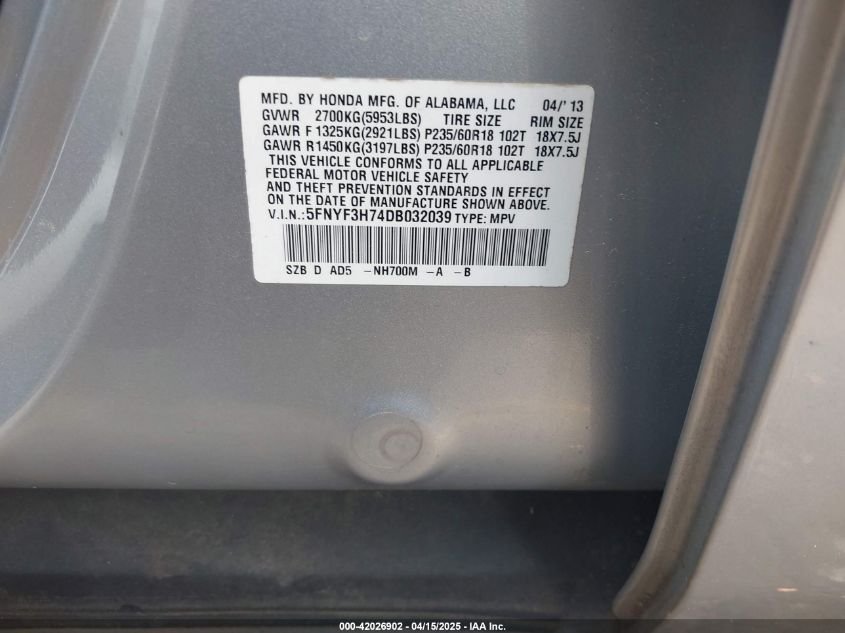 MFD. BY HONDA MFG. OF ALABAMA, LLC 04/'13
GVWR 2700KG(5953LBS) TIRE SIZE RIM SIZE
GAWR F 1325KG(2921LBS) P235/60R18 102T 18X7.5J
GAWR R 1450KG(3197LBS) P235/60R18 102T 18X7.5J
THIS VEHICLE CONFORMS TO ALL APPLICABLE
FEDERAL MOTOR VEHICLE SAFETY
AND THEFT PREVENTION STANDARDS IN EFFECT
ON THE DATE OF MANUFACTURE SHOWN ABOVE.
V.I.N.:5FNYF3H74DB032039 TYPE: MPV
SZB D AD5 -NH700M -A -B
000-42026902 - 04/15/2025 - IAA Inc.